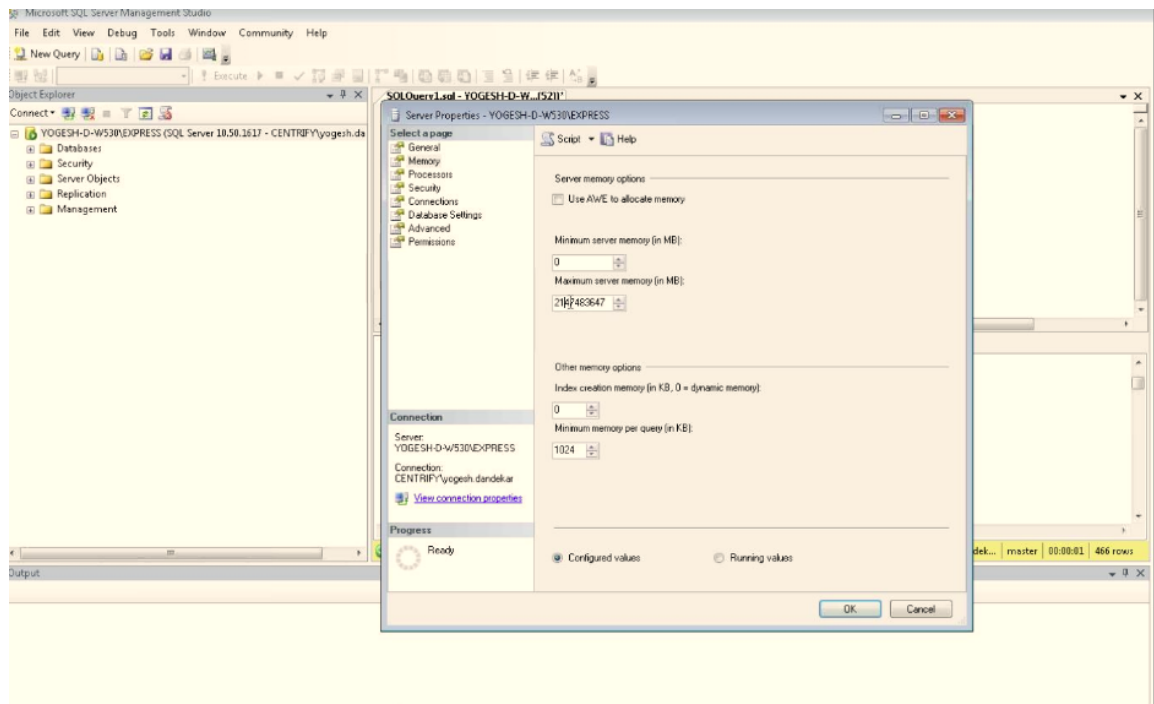 Microsoft SQL Server Management Studio
File Edit View Debug Tools Window Community Help
New Query
Execute
Object Explorer
SQLQuery1.sql - YOGESH-D-W...(52))*
Connect
YOGESH-D-W530\EXPRESS (SQL Server 10.50.1617 - CENTRIFY\yogesh.da
Databases
Security
Server Objects
Replication
Management
Server Properties - YOGESH-D-W530\EXPRESS
Select a page
General
Memory
Processors
Security
Connections
Database Settings
Advanced
Permissions
Script Help
Server memory options
Use AWE to allocate memory
Minimum server memory (in MB):
0
Maximum server memory (in MB):
2147483647
Other memory options
Index creation memory (in KB, 0 = dynamic memory):
0
Minimum memory per query (in KB):
1024
Connection
Server:
YOGESH-D-W530\EXPRESS
Connection:
CENTRIFY\yogesh.dandekar
View connection properties
Progress
Ready
Configured values Running values
OK Cancel
dek... master 00:00:01 466 rows
Output